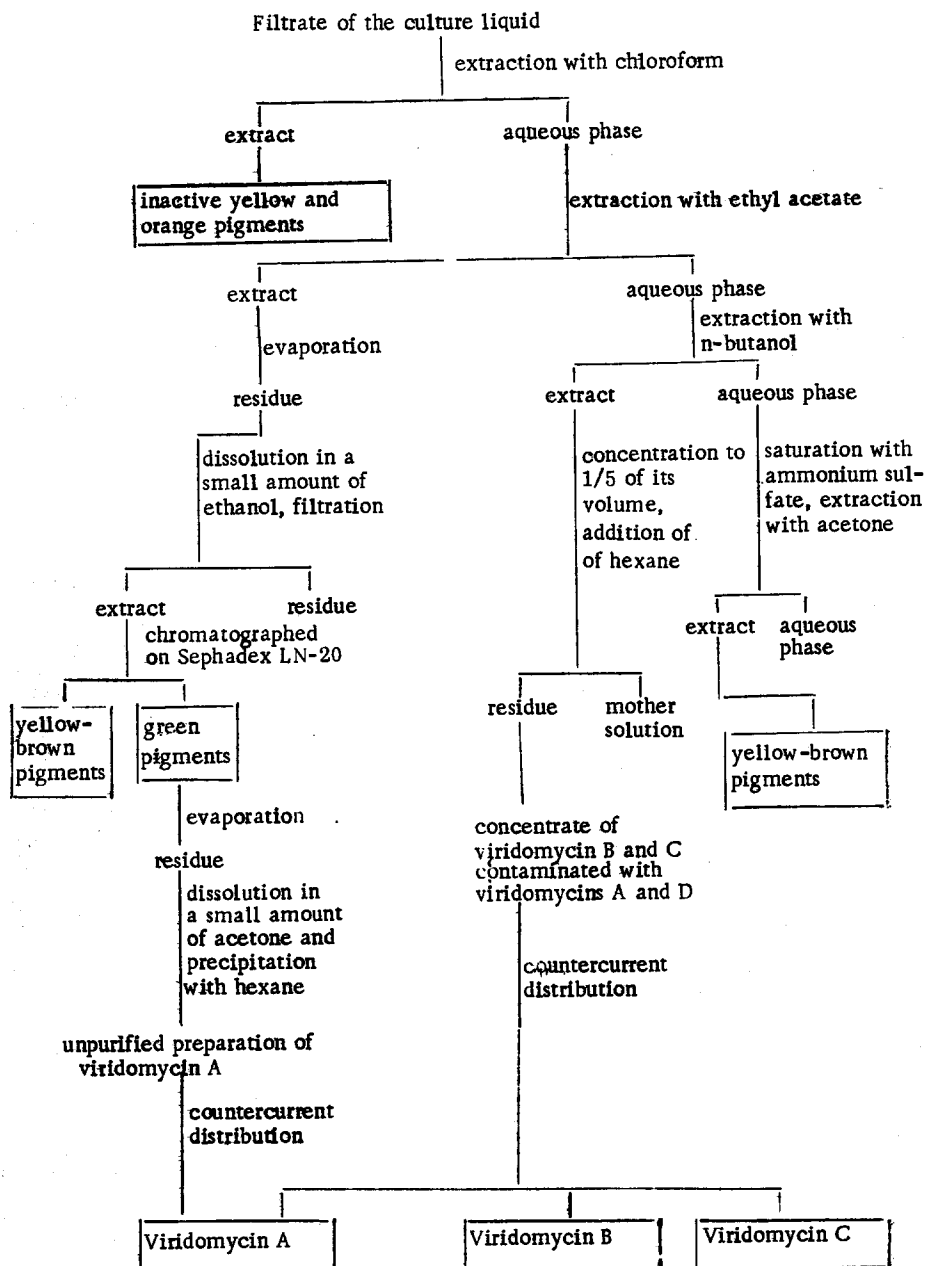 Filtrate of the culture liquid
extraction with chloroform
extract
aqueous phase
inactive yellow and
orange pigments
extraction with ethyl acetate
extract
aqueous phase
extraction with
n-butanol
evaporation
residue
extract
aqueous phase
dissolution in a
small amount of
ethanol, filtration
concentration to
1/5 of its
volume,
addition of
of hexane
saturation with
ammonium sul-
fate, extraction
with acetone
extract
residue
chromatographed
on Sephadex LN-20
extract
aqueous
phase
yellow-
brown
pigments
green
pigments
residue
mother
solution
yellow-brown
pigments
evaporation
residue
concentrate of
viridomycin B and C
contaminated with
viridomycins A and D
dissolution in
a small amount
of acetone and
precipitation
with hexane
countercurrent
distribution
unpurified preparation of
viridomycin A
countercurrent
distribution
Viridomycin A
Viridomycin B
Viridomycin C